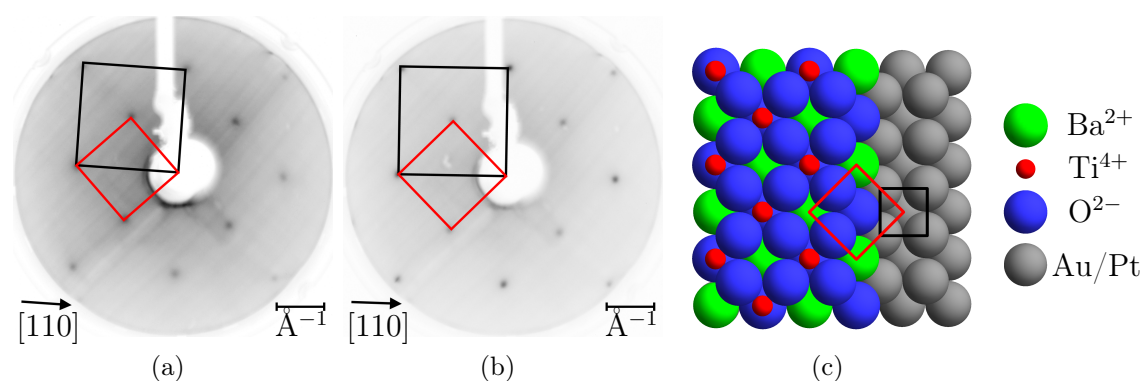 [110]
Å⁻¹
(a)
[110]
Å⁻¹
(b)
(c)
Ba²⁺
Ti⁴⁺
O²⁻
Au/Pt